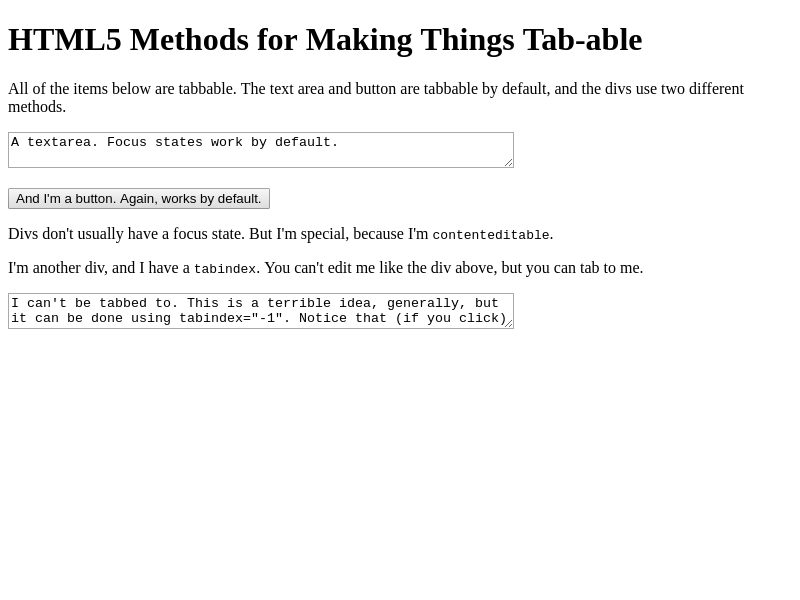 HTML5 Methods for Making Things Tab-able
All of the items below are tabbable. The text area and button are tabbable by default, and the divs use two different
methods.
A textarea. Focus states work by default.
And I'm a button. Again, works by default.
Divs don't usually have a focus state. But I'm special, because I'm contenteditable.
I'm another div, and I have a tabindex. You can't edit me like the div above, but you can tab to me.
I can't be tabbed to. This is a terrible idea, generally, but
it can be done using tabindex="-1". Notice that (if you click)